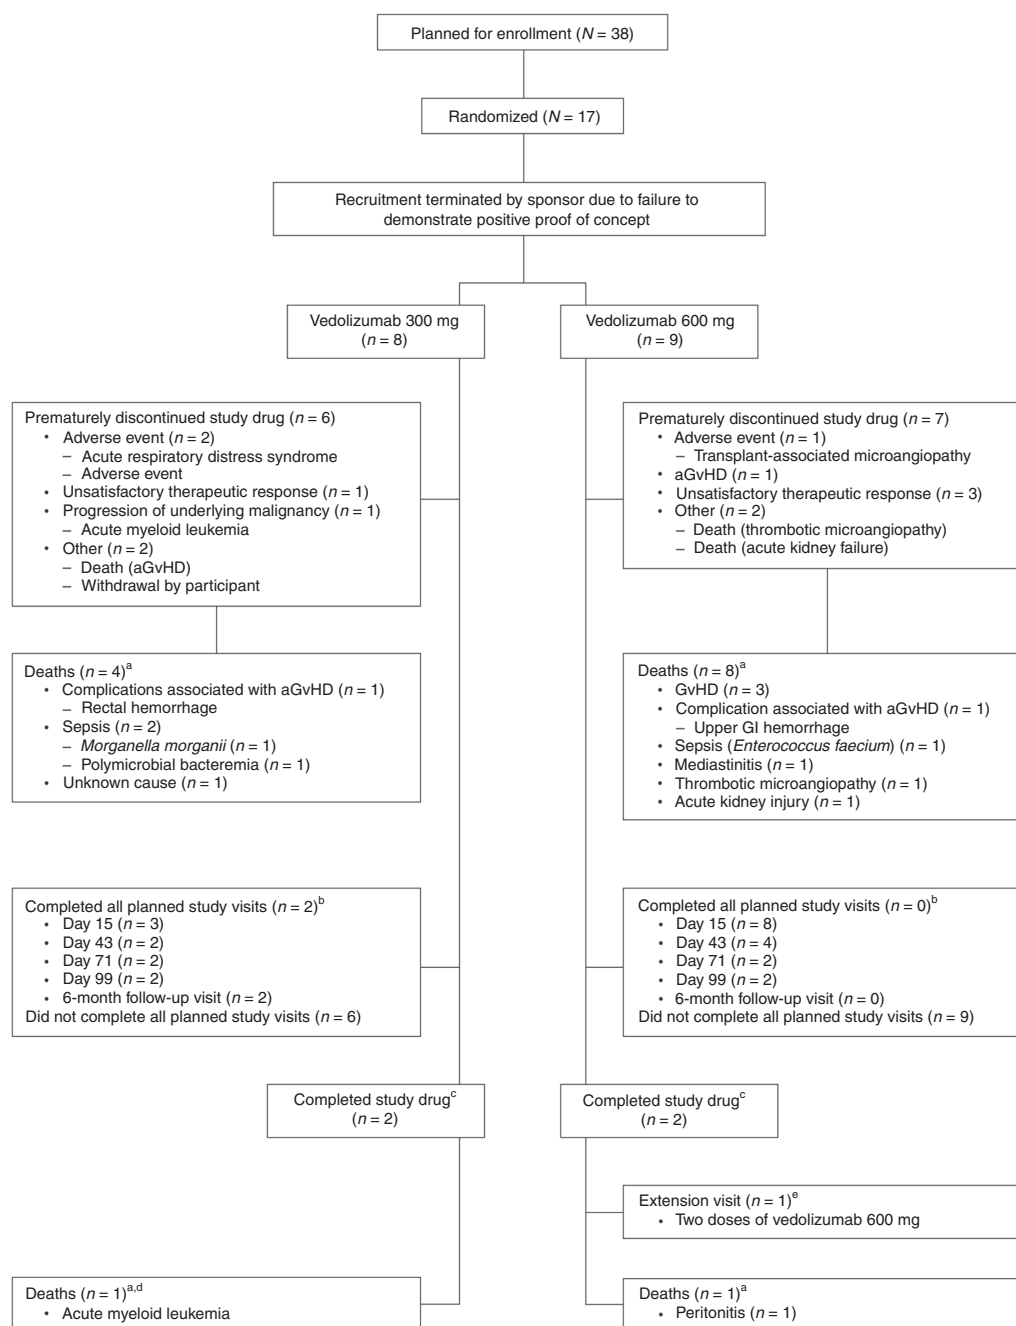 Planned for enrollment (N = 38)
Randomized (N = 17)
Recruitment terminated by sponsor due to failure to
demonstrate positive proof of concept
Vedolizumab 300 mg
(n = 8)
Vedolizumab 600 mg
(n = 9)
Prematurely discontinued study drug (n = 6)
• Adverse event (n = 2)
– Acute respiratory distress syndrome
– Adverse event
• Unsatisfactory therapeutic response (n = 1)
• Progression of underlying malignancy (n = 1)
– Acute myeloid leukemia
• Other (n = 2)
– Death (aGvHD)
– Withdrawal by participant
Prematurely discontinued study drug (n = 7)
• Adverse event (n = 1)
– Transplant-associated microangiopathy
• aGvHD (n = 1)
• Unsatisfactory therapeutic response (n = 3)
• Other (n = 2)
– Death (thrombotic microangiopathy)
– Death (acute kidney failure)
Deaths (n = 4)a
• Complications associated with aGvHD (n = 1)
– Rectal hemorrhage
• Sepsis (n = 2)
– Morganella morganii (n = 1)
– Polymicrobial bacteremia (n = 1)
• Unknown cause (n = 1)
Deaths (n = 8)a
• GvHD (n = 3)
• Complication associated with aGvHD (n = 1)
– Upper GI hemorrhage
• Sepsis (Enterococcus faecium) (n = 1)
• Mediastinitis (n = 1)
• Thrombotic microangiopathy (n = 1)
• Acute kidney injury (n = 1)
Completed all planned study visits (n = 2)b
• Day 15 (n = 3)
• Day 43 (n = 2)
• Day 71 (n = 2)
• Day 99 (n = 2)
• 6-month follow-up visit (n = 2)
Did not complete all planned study visits (n = 6)
Completed all planned study visits (n = 0)b
• Day 15 (n = 8)
• Day 43 (n = 4)
• Day 71 (n = 2)
• Day 99 (n = 2)
• 6-month follow-up visit (n = 0)
Did not complete all planned study visits (n = 9)
Completed study drugc
(n = 2)
Completed study drugc
(n = 2)
Extension visit (n = 1)e
• Two doses of vedolizumab 600 mg
Deaths (n = 1)a,d
• Acute myeloid leukemia
Deaths (n = 1)a
• Peritonitis (n = 1)